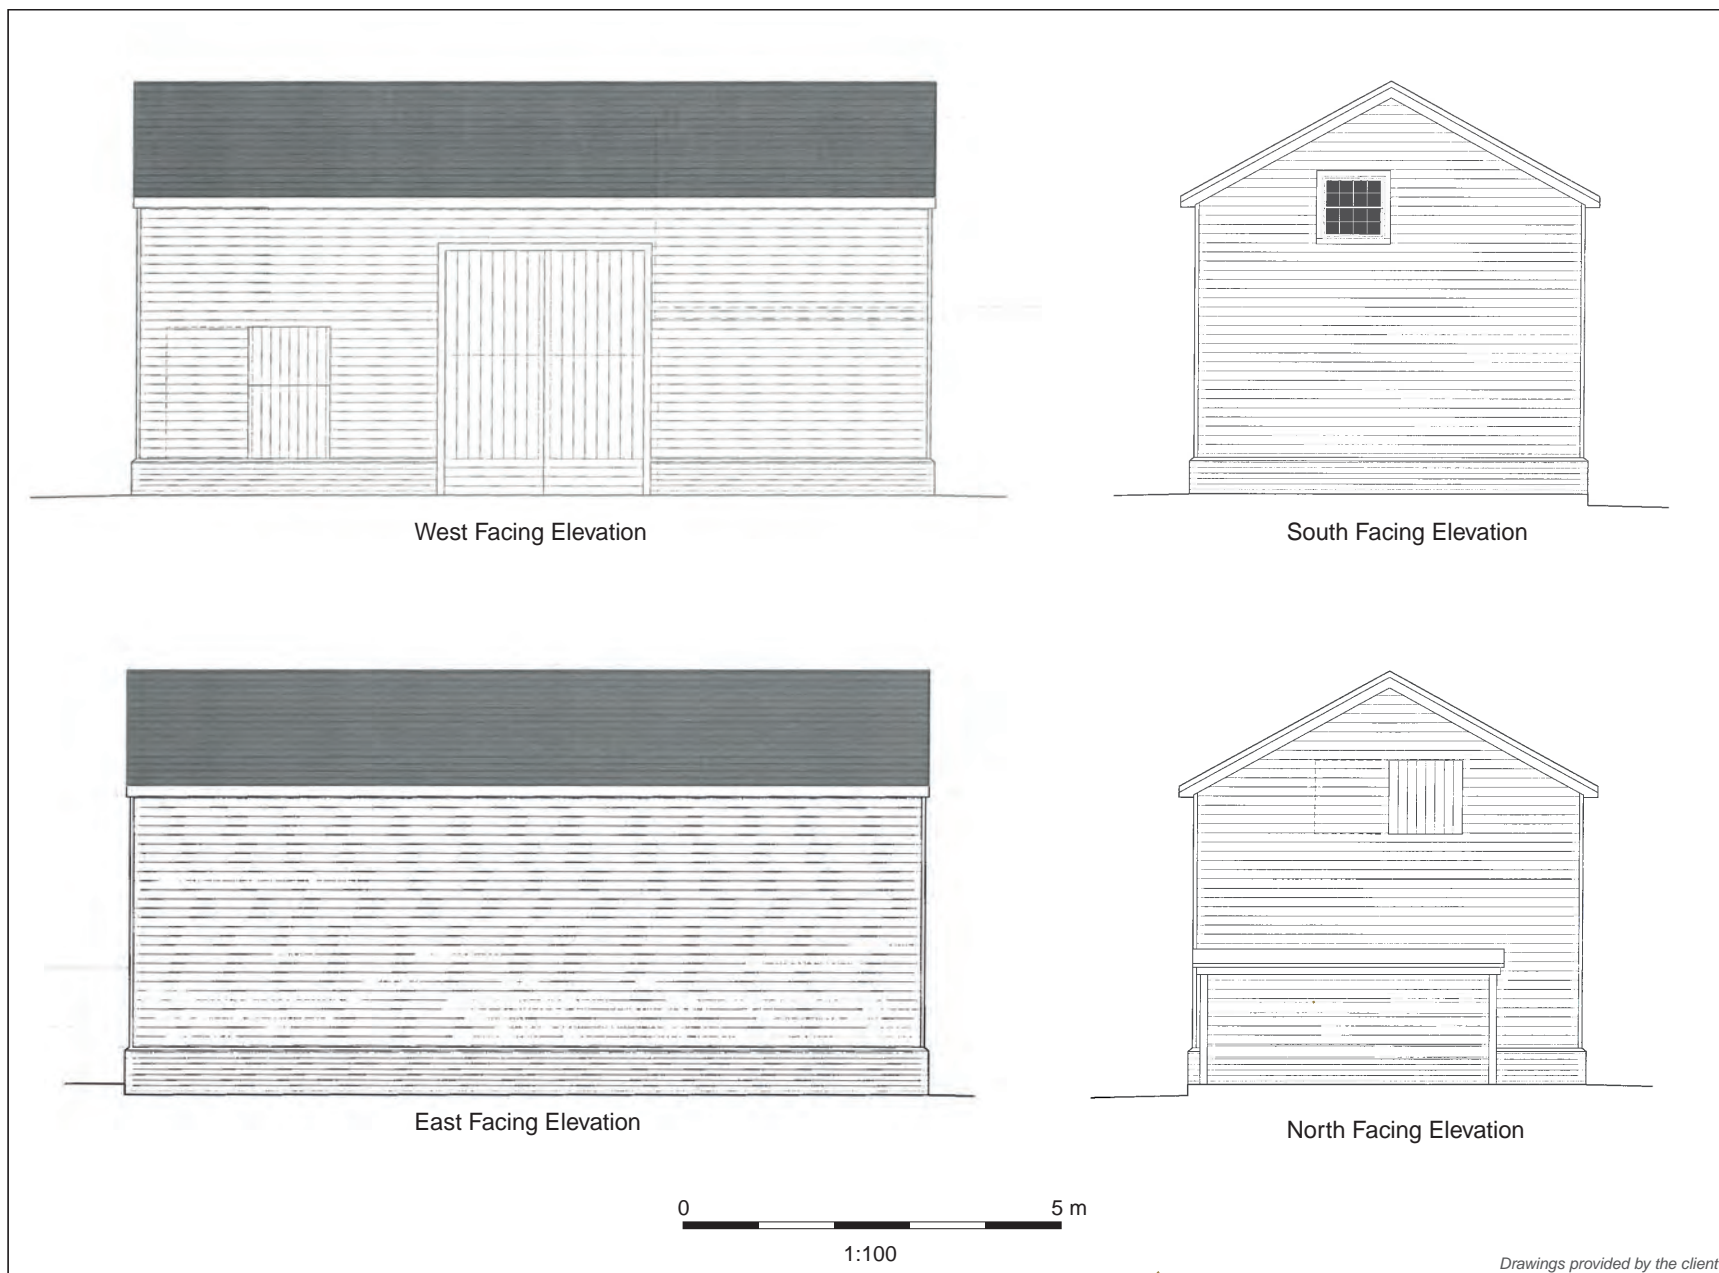 West Facing Elevation
South Facing Elevation
East Facing Elevation
North Facing Elevation
0 5 m
1:100
Drawings provided by the client